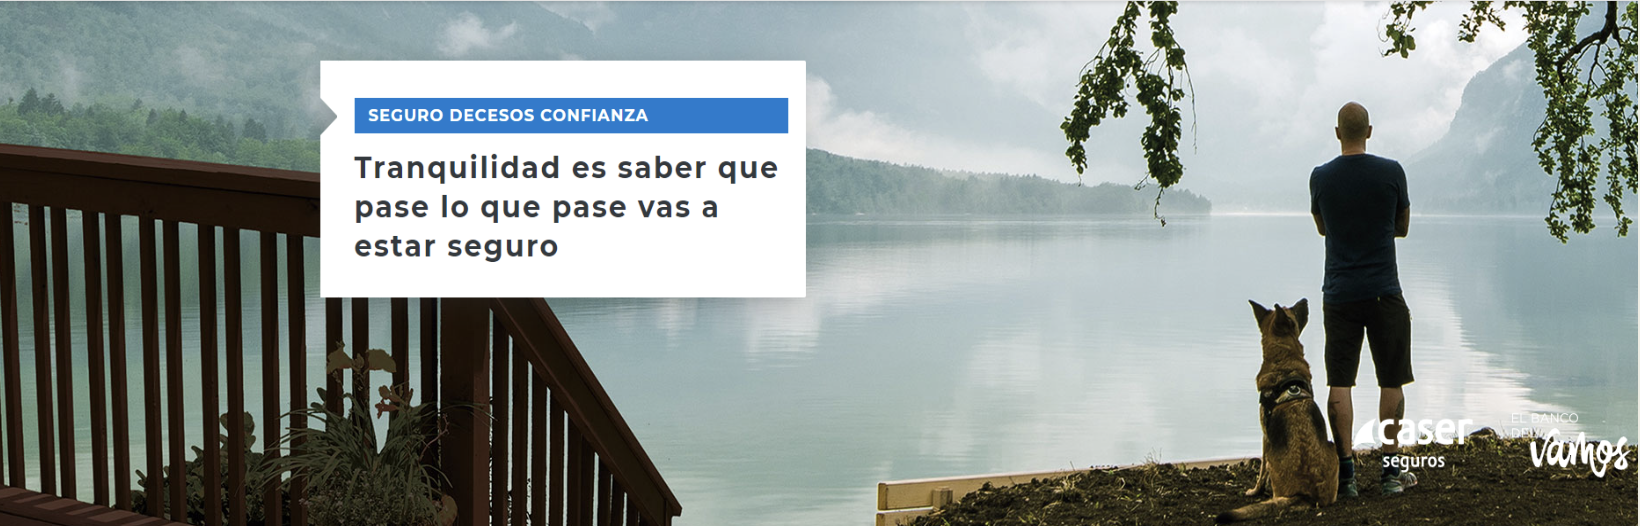 SEGURO DECESOS CONFIANZA
Tranquilidad es saber que
pase lo que pase vas a
estar seguro
caser
seguros
EL BANCO
DEL
vamos